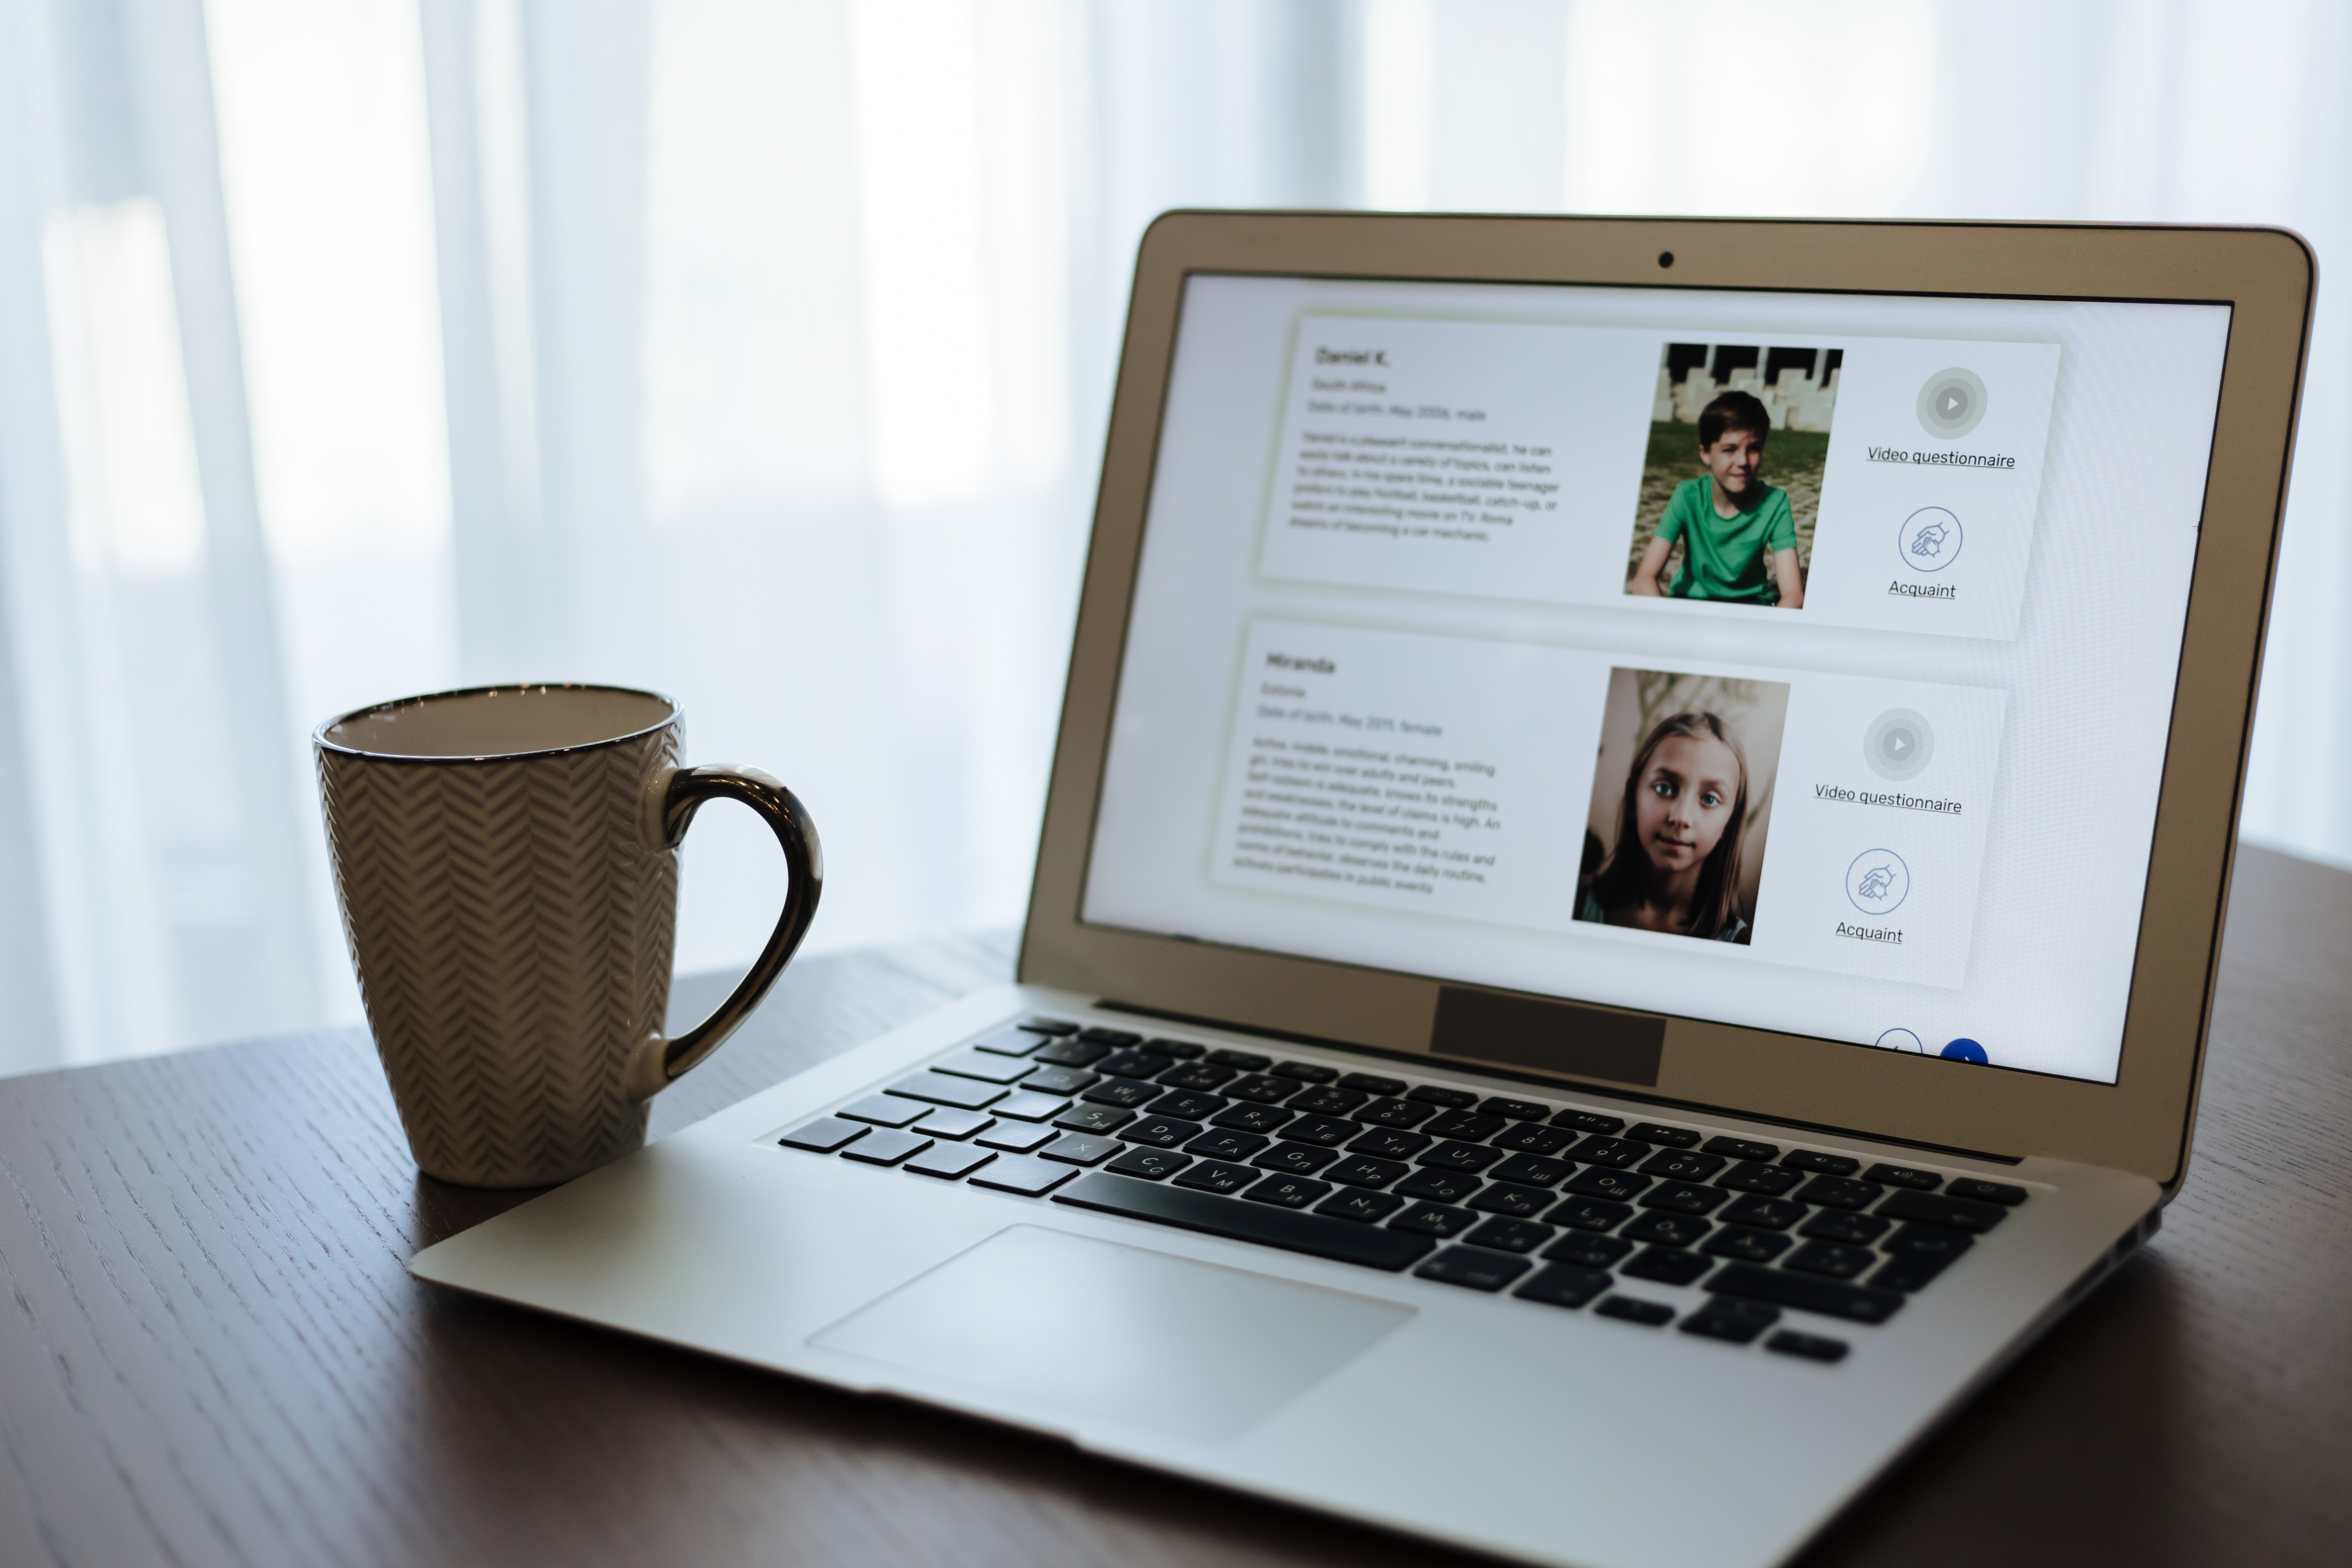 Daniel K.
South Africa
Date of birth: May 2006, male
Daniel is a pleasant conversationalist, he can
easily talk about a variety of topics, can listen
to others. In his spare time, a sociable teenager
prefers to play football, basketball, catch-up, or
watch an interesting movie on TV. Roma
dreams of becoming a car mechanic.
Video questionnaire
Acquaint
Miranda
Estonia
Date of birth: May 2011, female
Active, mobile, emotional, charming, smiling
girl, tries to win over adults and peers.
Self-esteem is adequate, knows its strengths
and weaknesses, the level of claims is high. An
adequate attitude to comments and
prohibitions, tries to comply with the rules and
norms of behavior, observes the daily routine,
actively participates in public events
Video questionnaire
Acquaint